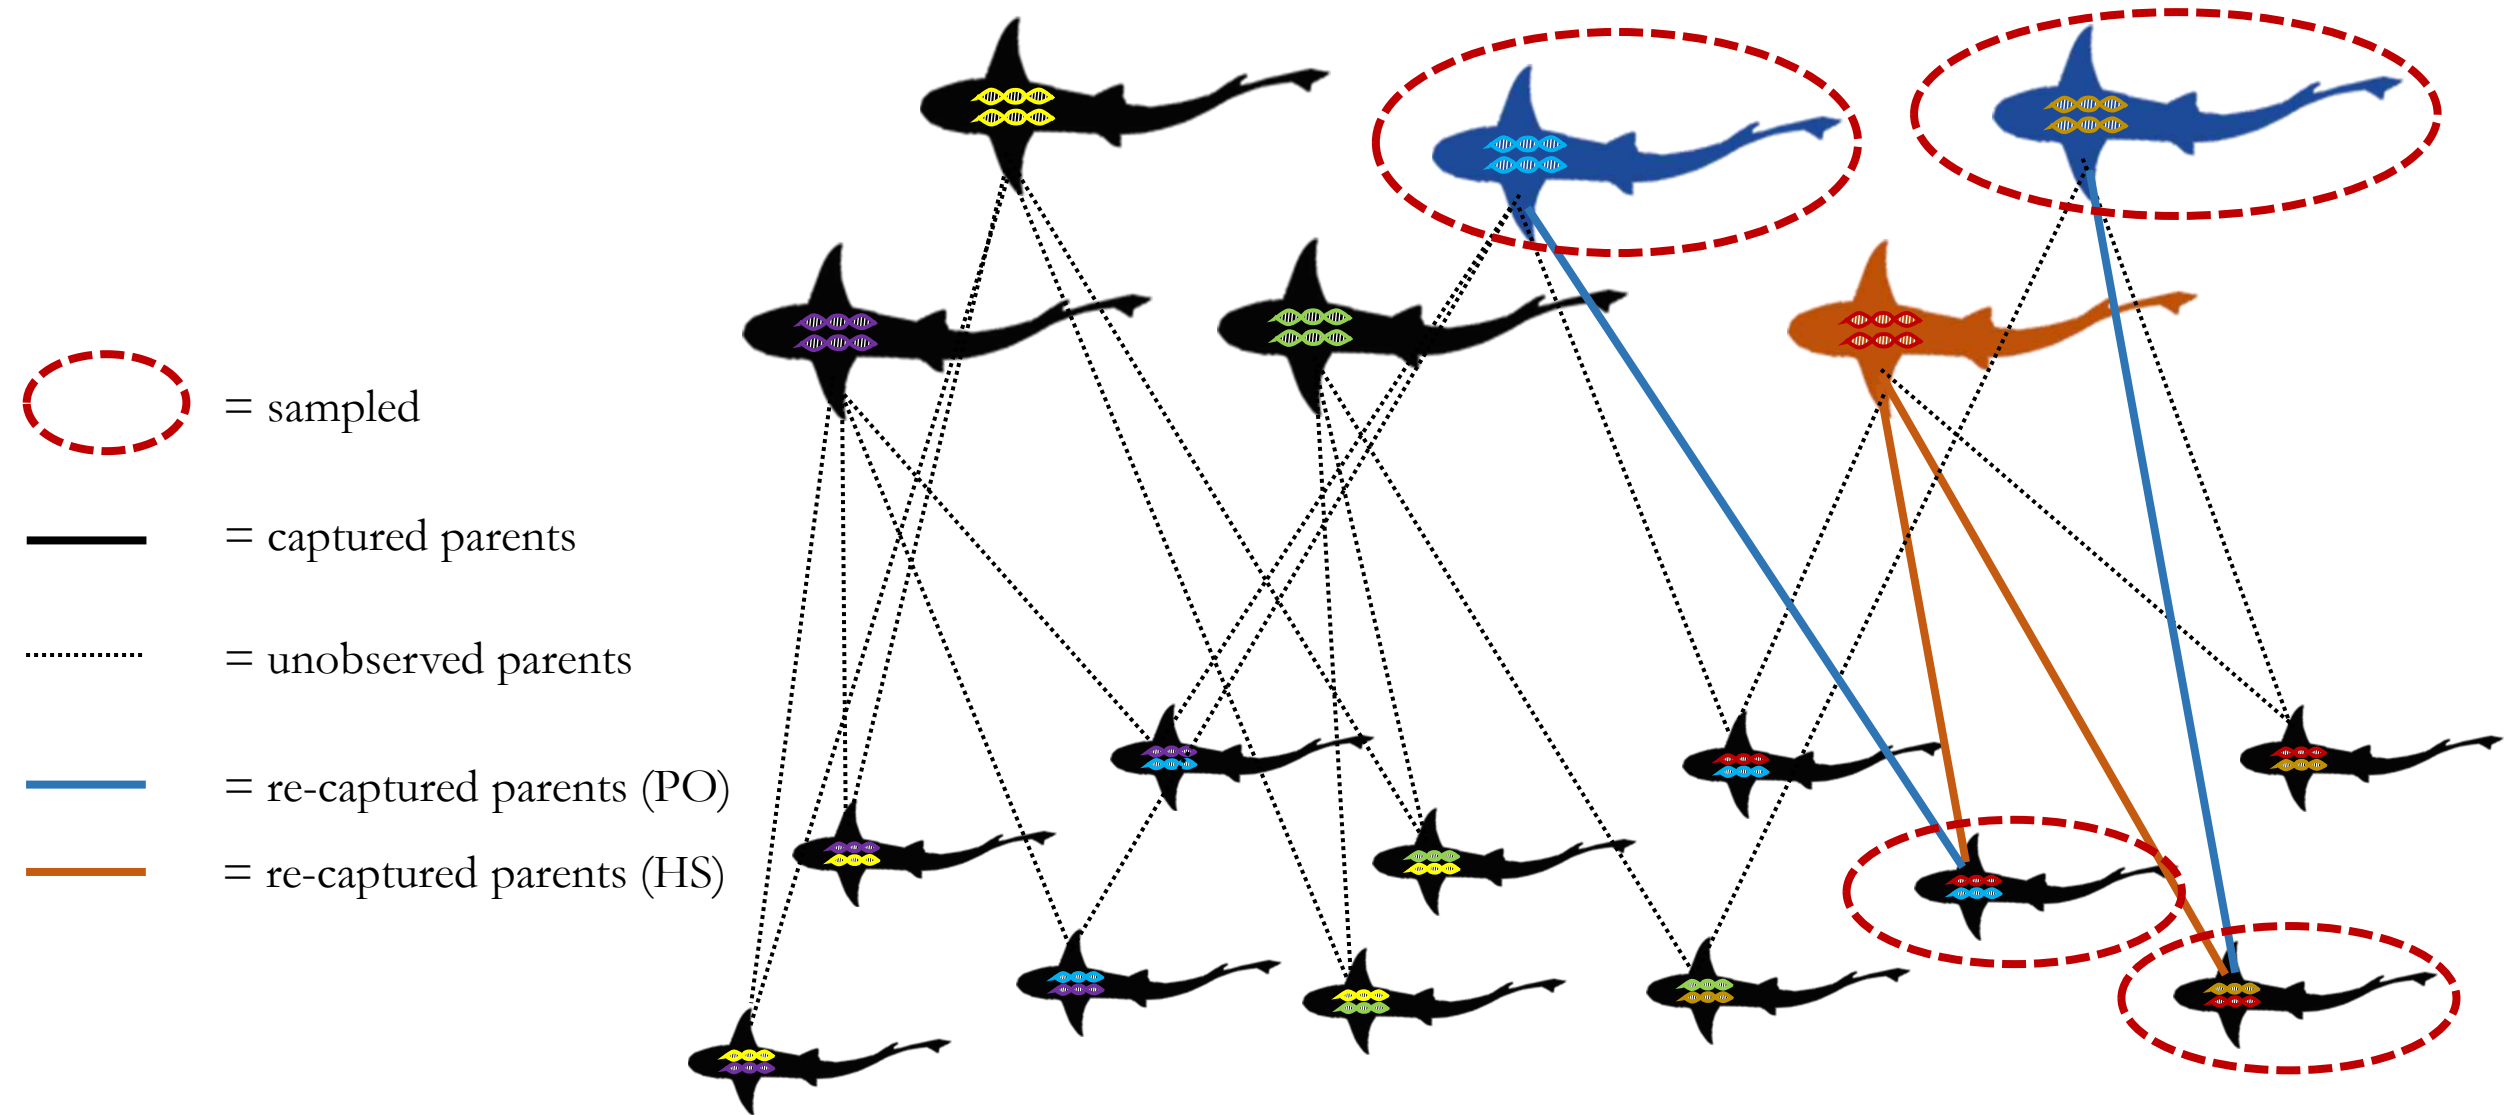 = sampled
= captured parents
= unobserved parents
= re-captured parents (PO)
= re-captured parents (HS)